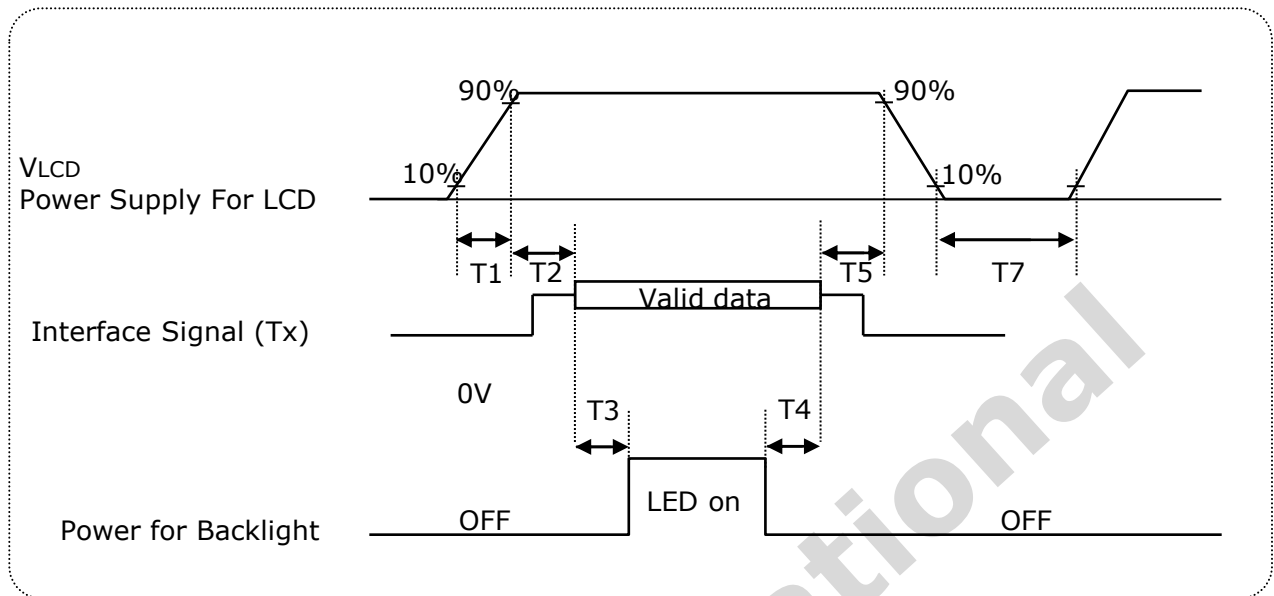 90%
90%
VLCD
10%
10%
Power Supply For LCD
T1
T2
T5
T7
Valid data
Interface Signal (Tx)
0V
T3
T4
LED on
OFF
OFF
Power for Backlight